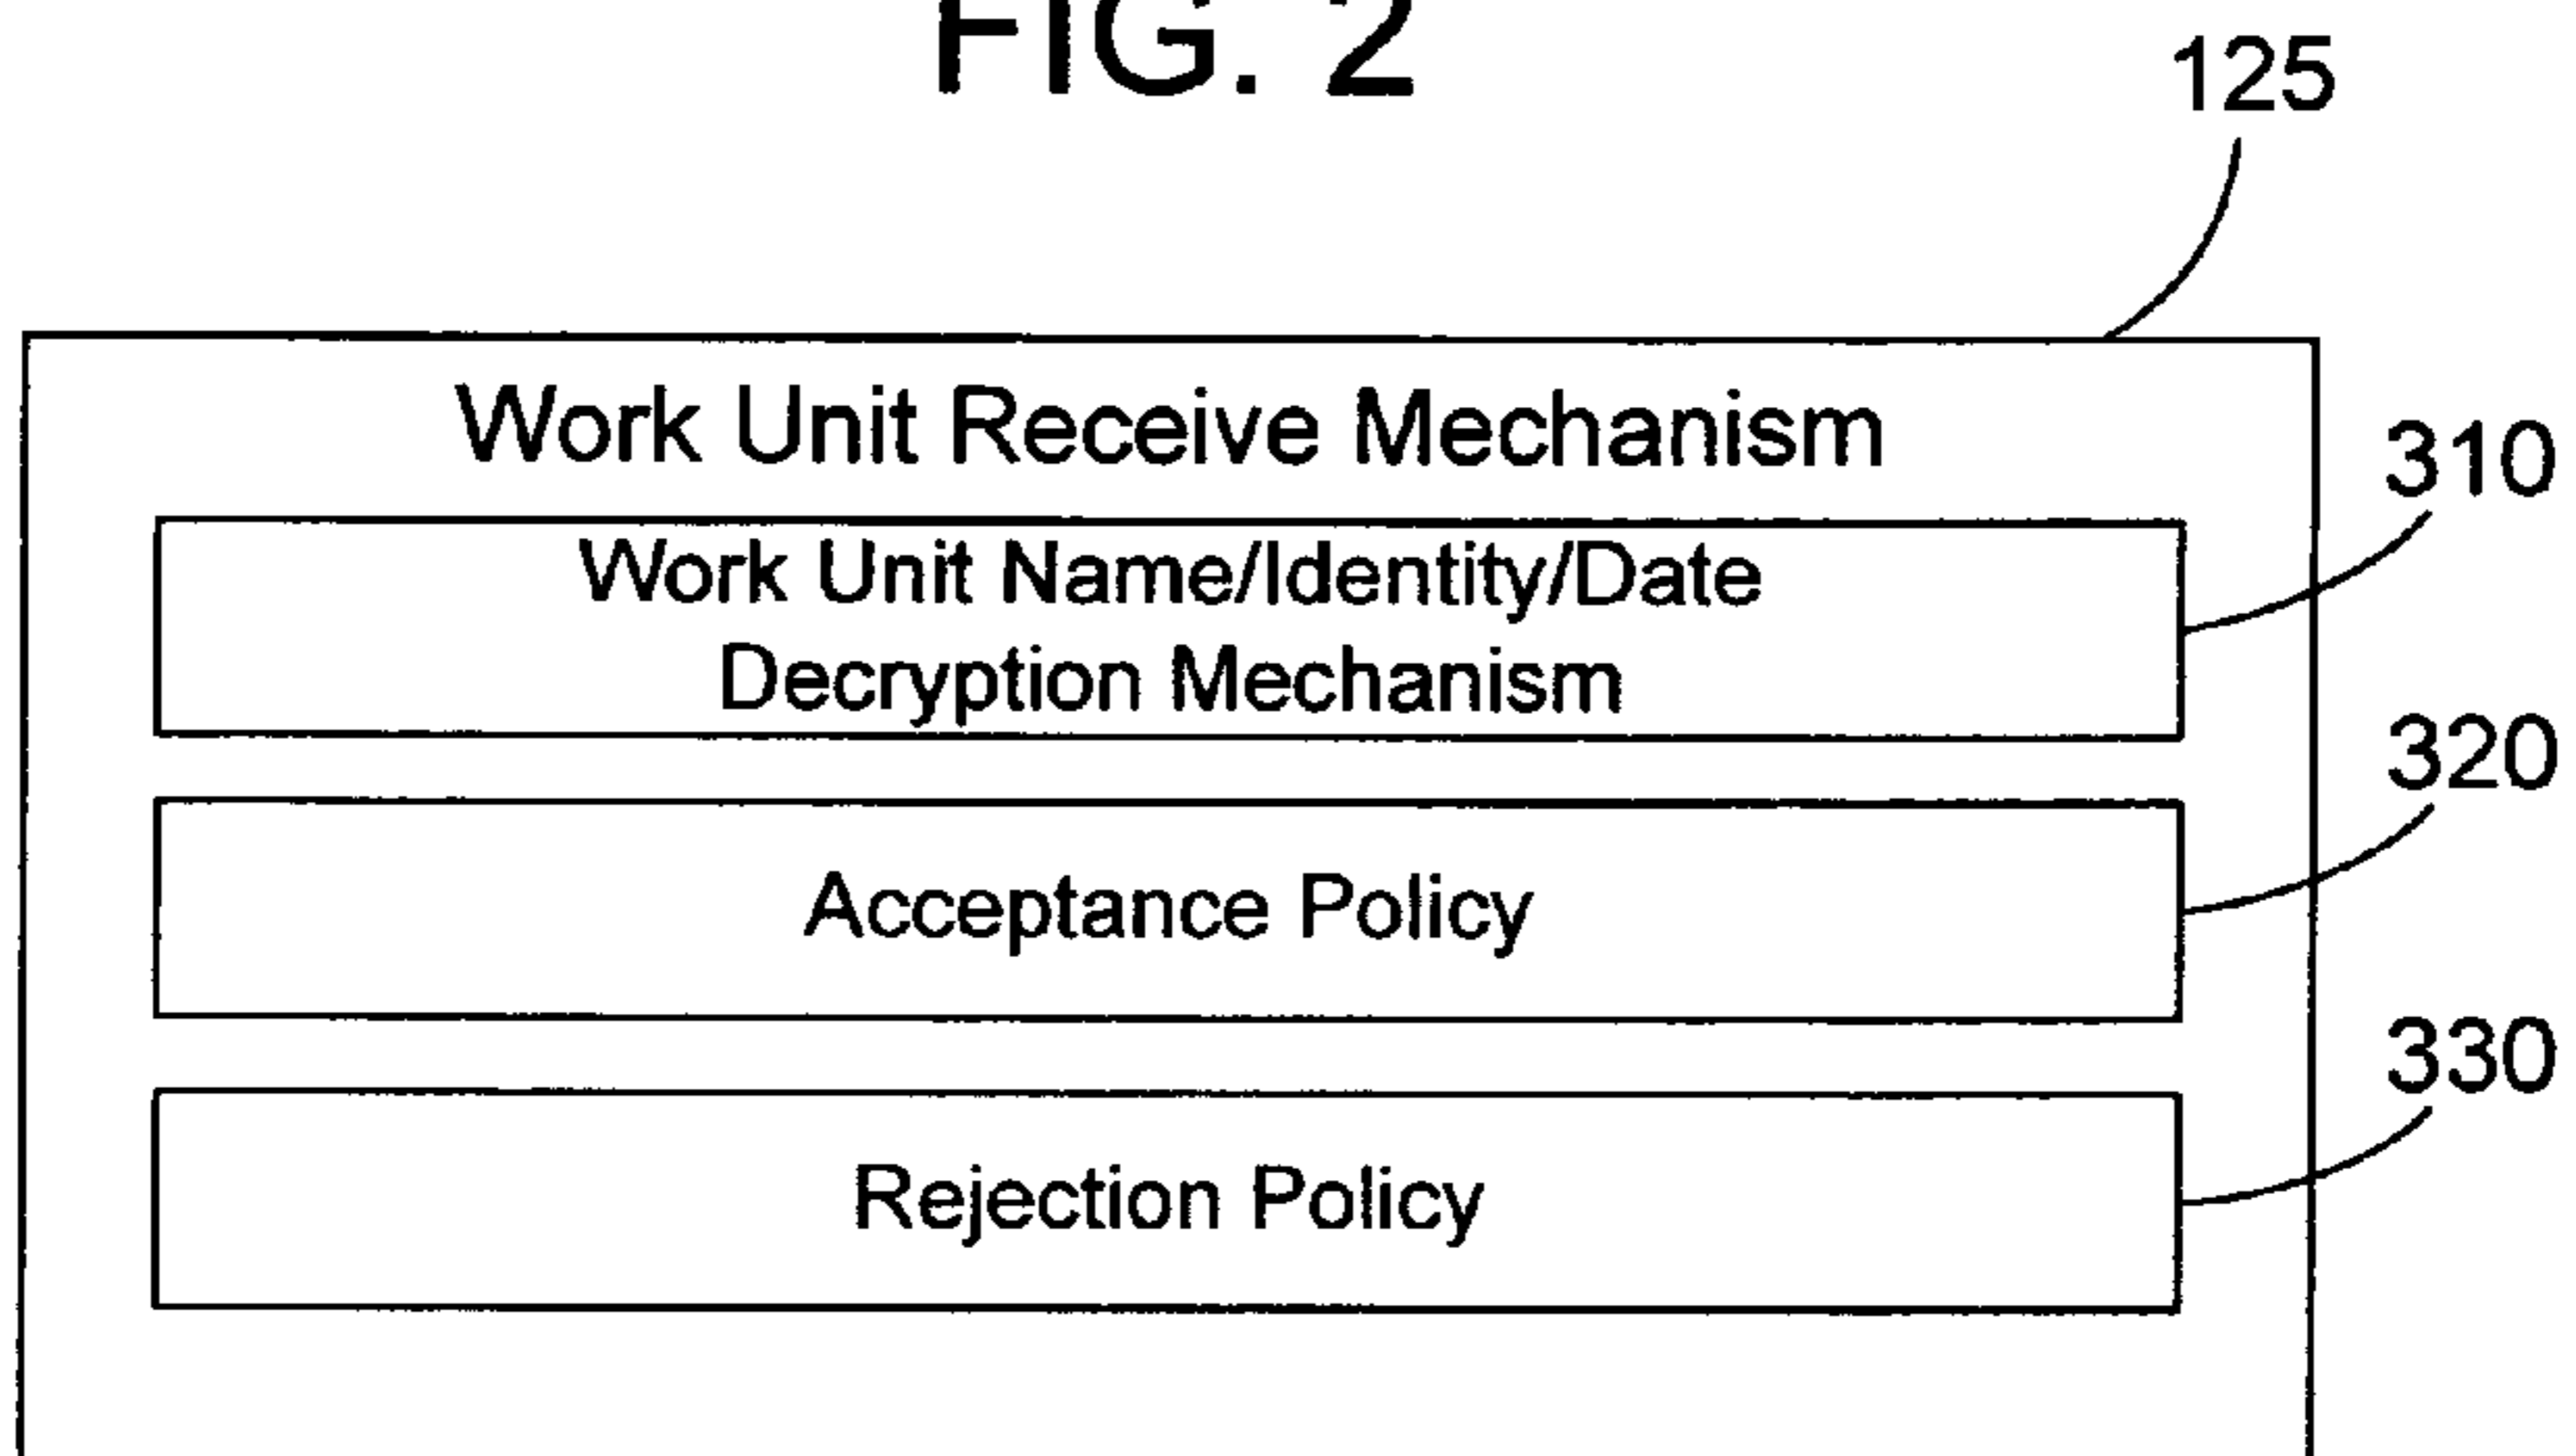 FIG. 2
125
Work Unit Receive Mechanism
310
Work Unit Name/Identity/Date
Decryption Mechanism
320
Acceptance Policy
330
Rejection Policy